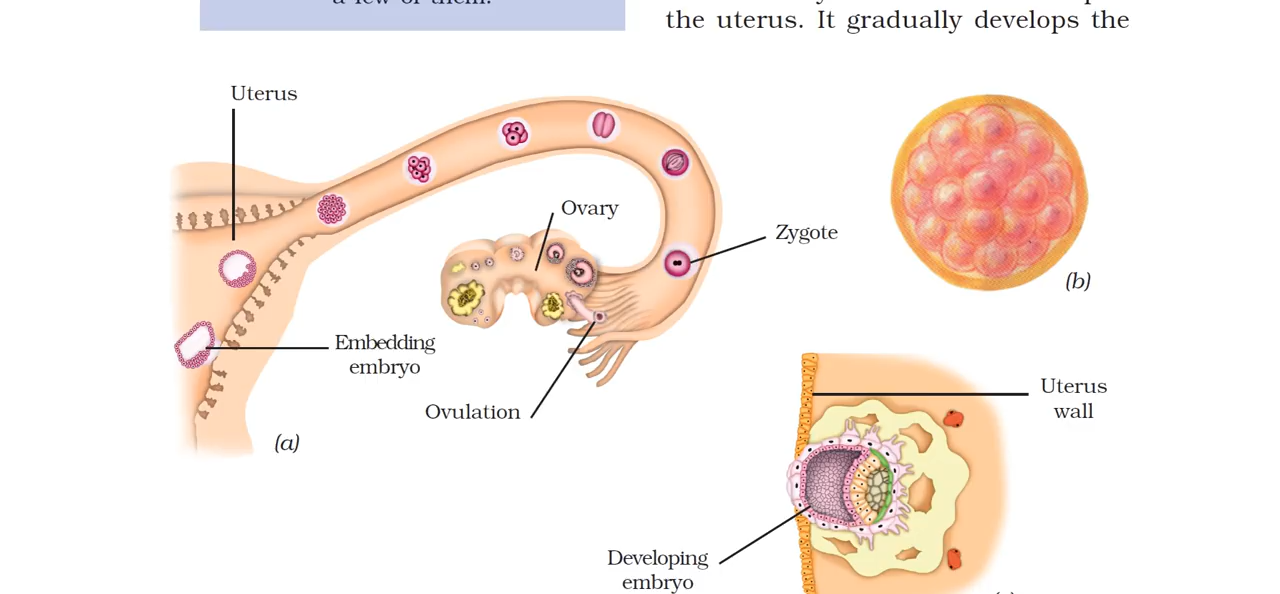 a few of them.
the uterus. It gradually develops the
Uterus
Ovary
Zygote
(b)
Embedding
embryo
Ovulation
(a)
Uterus
wall
Developing
embryo